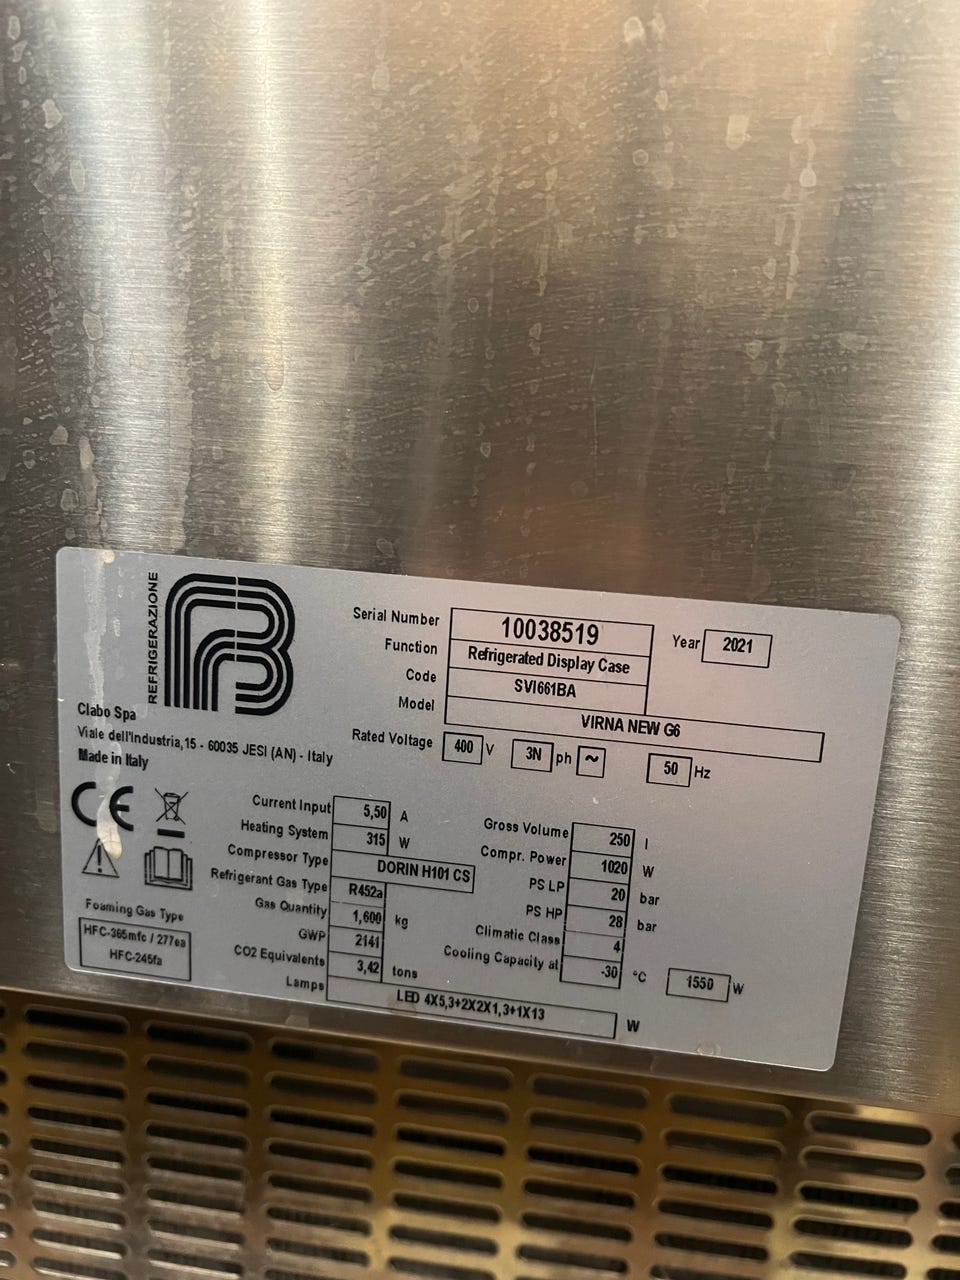 REFRIGERAZIONE
FB
Clabo Spa
Viale dell'Industria,15 - 60035 JESI (AN) - Italy
Made in Italy
Serial Number 10038519 Year 2021
Function Refrigerated Display Case
Code SVI661BA
Model VIRNA NEW G6
Rated Voltage 400 V 3N ph ~ 50 Hz
CE
Current Input 5,50 A
Heating System 315 W
Compressor Type DORIN H101 CS
Refrigerant Gas Type R452a
Gas Quantity 1,600 kg
GWP 2141
CO2 Equivalents 3,42 tons
Lamps LED 4X5,3+2X2X1,3+1X13 W
Gross Volume 250 l
Compr. Power 1020 W
PS LP 20 bar
PS HP 28 bar
Climatic Class 4
Cooling Capacity at -30 °C 1550 W
Foaming Gas Type
HFC-365mfc / 277ea
HFC-245fa